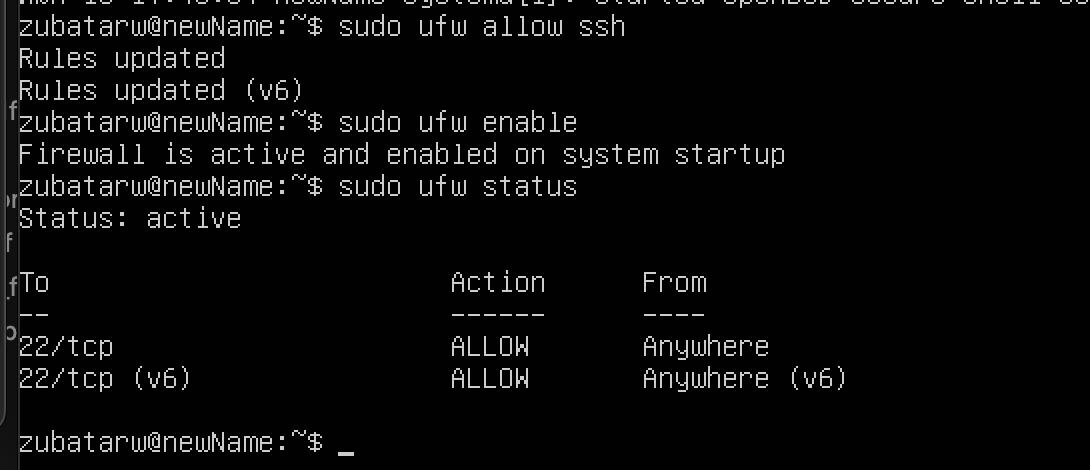 zubatarw@newName:~$ sudo ufw allow ssh
Rules updated
Rules updated (v6)
zubatarw@newName:~$ sudo ufw enable
Firewall is active and enabled on system startup
zubatarw@newName:~$ sudo ufw status
Status: active
To Action From
-- ------ ----
22/tcp ALLOW Anywhere
22/tcp (v6) ALLOW Anywhere (v6)
zubatarw@newName:~$ _